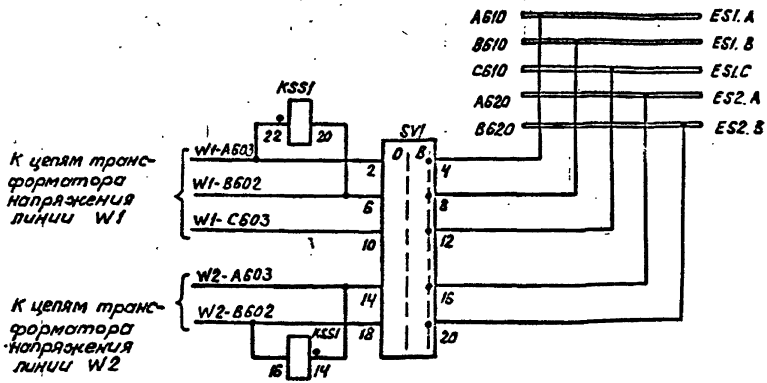 A610 ES1.A
B610 ES1.B
C610 ES1.C
A620 ES2.A
B620 ES2.B
KSS1
22 20
SV1
О В
W1-A603
2 4
W1-B602
6 8
W1-C603
10 12
К цепям транс-
форматора
напряжения
линии W1
W2-A603
14 16
W2-B602
18 20
KSS1
16 14
К цепям транс-
форматора
напряжения
линии W2